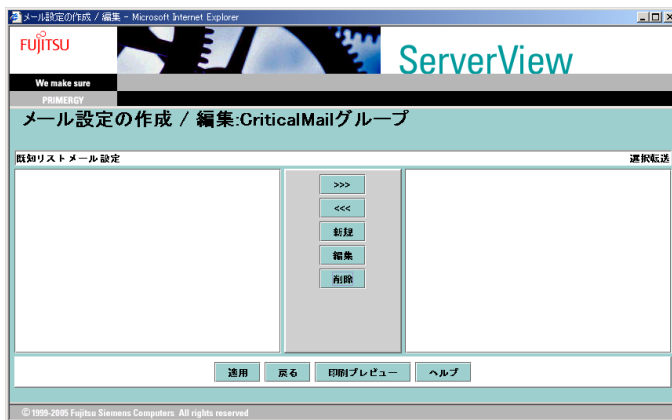 メール設定の作成 / 編集 - Microsoft Internet Explorer
FUJITSU
ServerView
We make sure
PRIMERGY
メール設定の作成 / 編集:CriticalMailグループ
既知リストメール設定 選択転送
>>>
<<<
新規
編集
削除
適用 戻る 印刷プレビュー ヘルプ
© 1999-2005 Fujitsu Siemens Computers All rights reserved